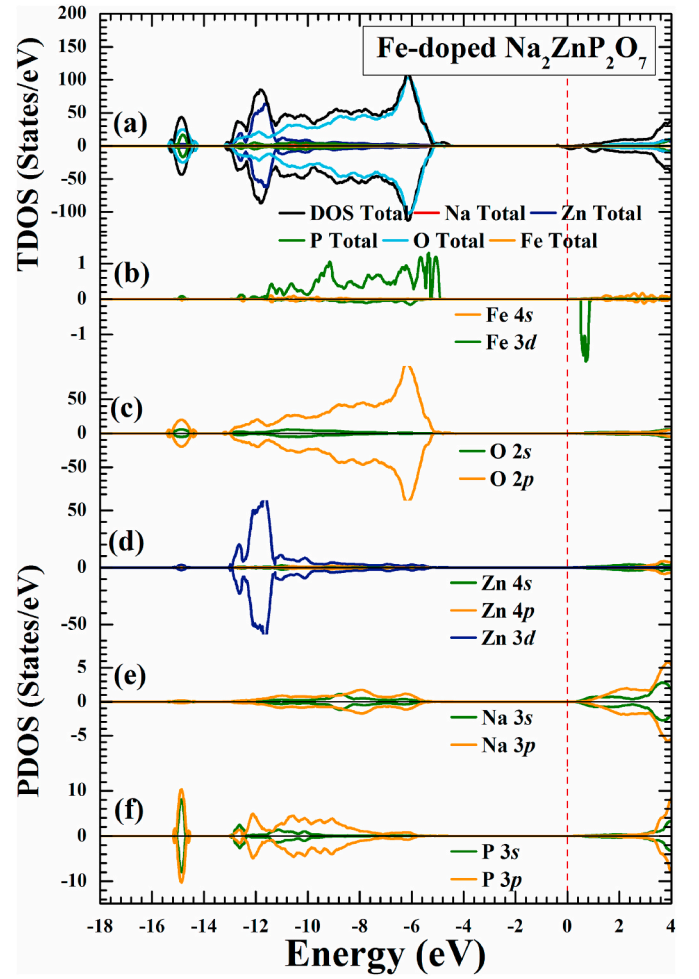 Fe-doped Na₂ZnP₂O₇
TDOS (States/eV)
200
150
100
50
0
-50
-100
(a)
DOS Total Na Total Zn Total
P Total O Total Fe Total
1
0
-1
(b)
Fe 4s
Fe 3d
PDOS (States/eV)
50
0
-50
(c)
O 2s
O 2p
50
0
-50
(d)
Zn 4s
Zn 4p
Zn 3d
5
0
-5
(e)
Na 3s
Na 3p
10
0
-10
(f)
P 3s
P 3p
-18 -16 -14 -12 -10 -8 -6 -4 -2 0 2 4
Energy (eV)